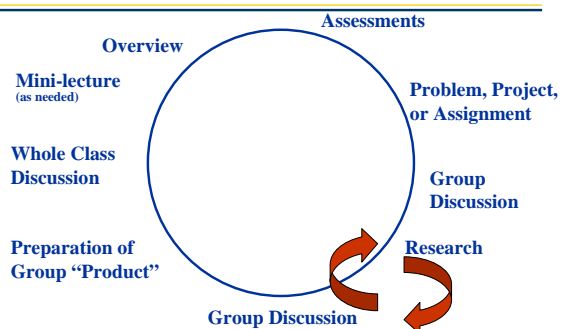 Assessments
Overview
Mini-lecture
(as needed)
Problem, Project,
or Assignment
Whole Class
Discussion
Group
Discussion
Preparation of
Group “Product”
Research
Group Discussion